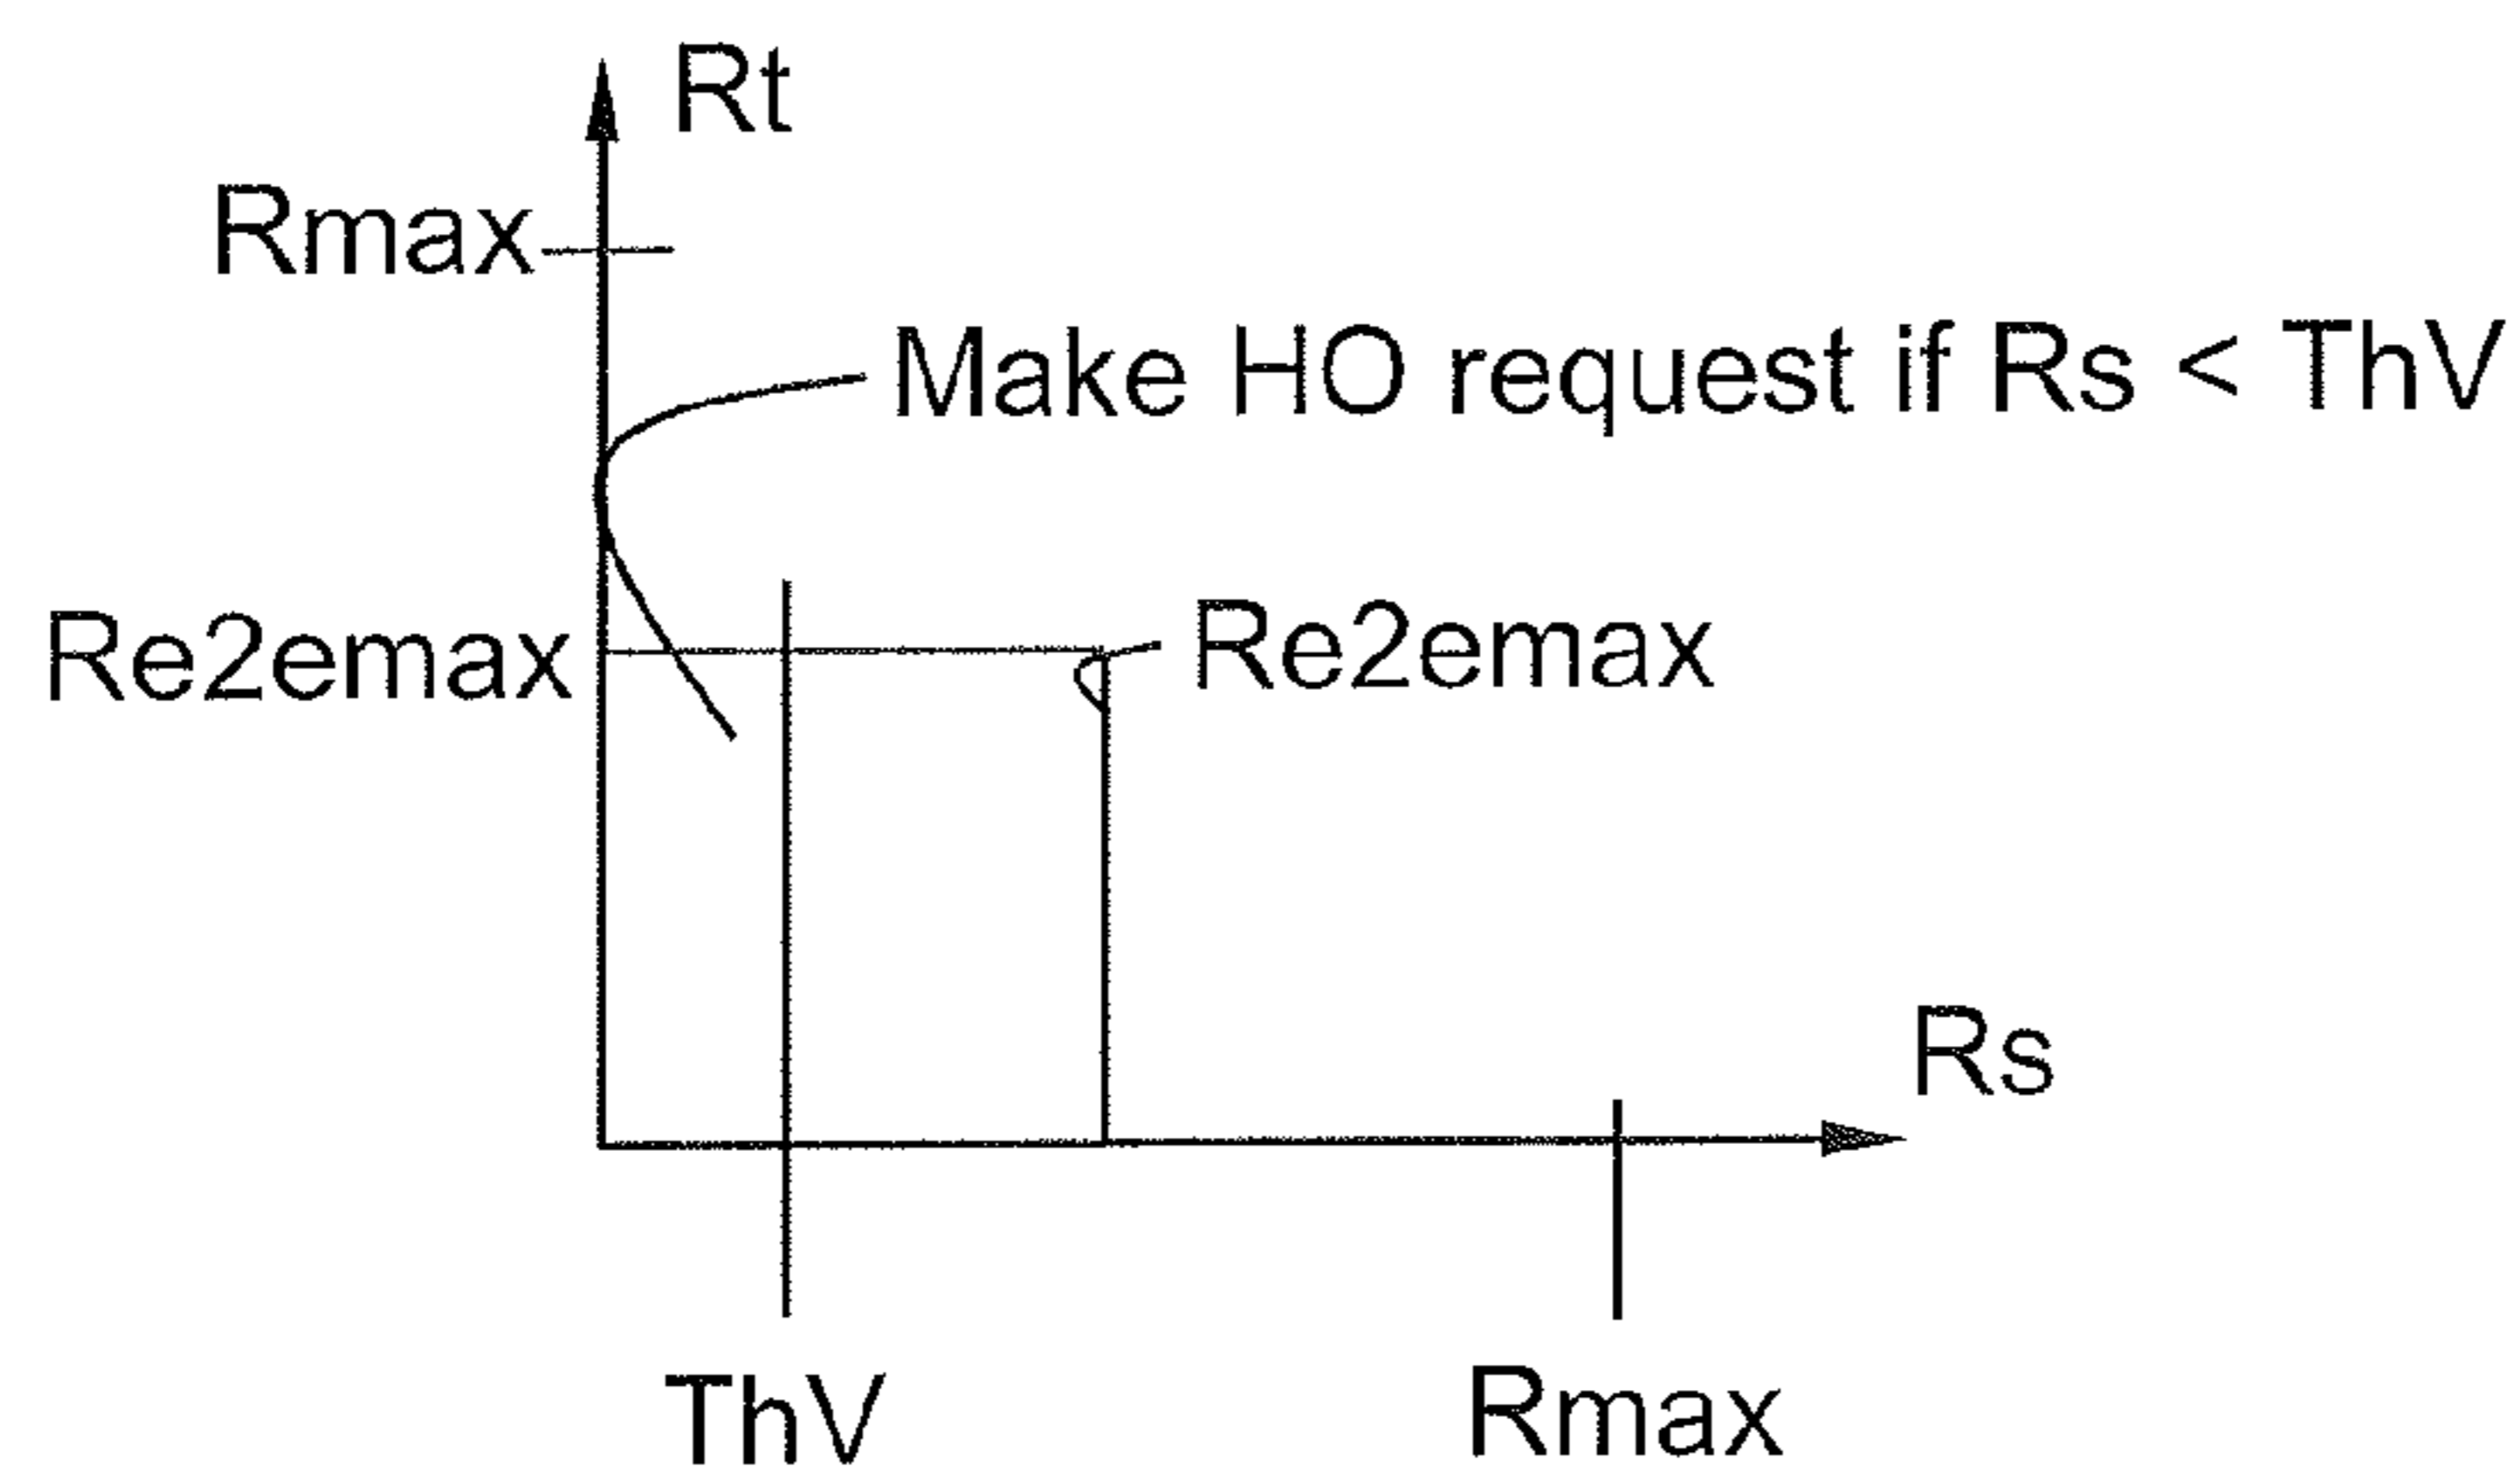 Rt
Rmax
Make HO request if Rs < ThV
Re2emax
Re2emax
Rs
ThV
Rmax